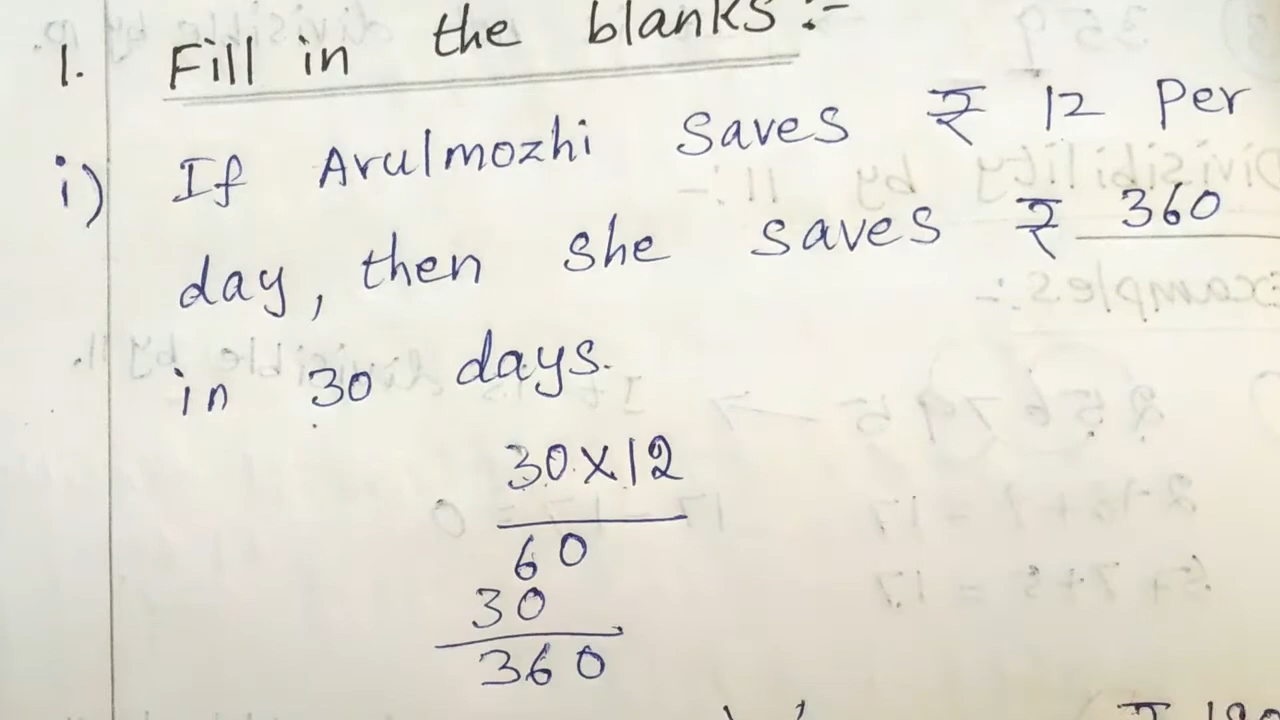 1. Fill in the blanks :-
i) If Arulmozhi saves ₹ 12 Per
day, then she saves ₹ 360
in 30 days.
30 X 12
60
30
360